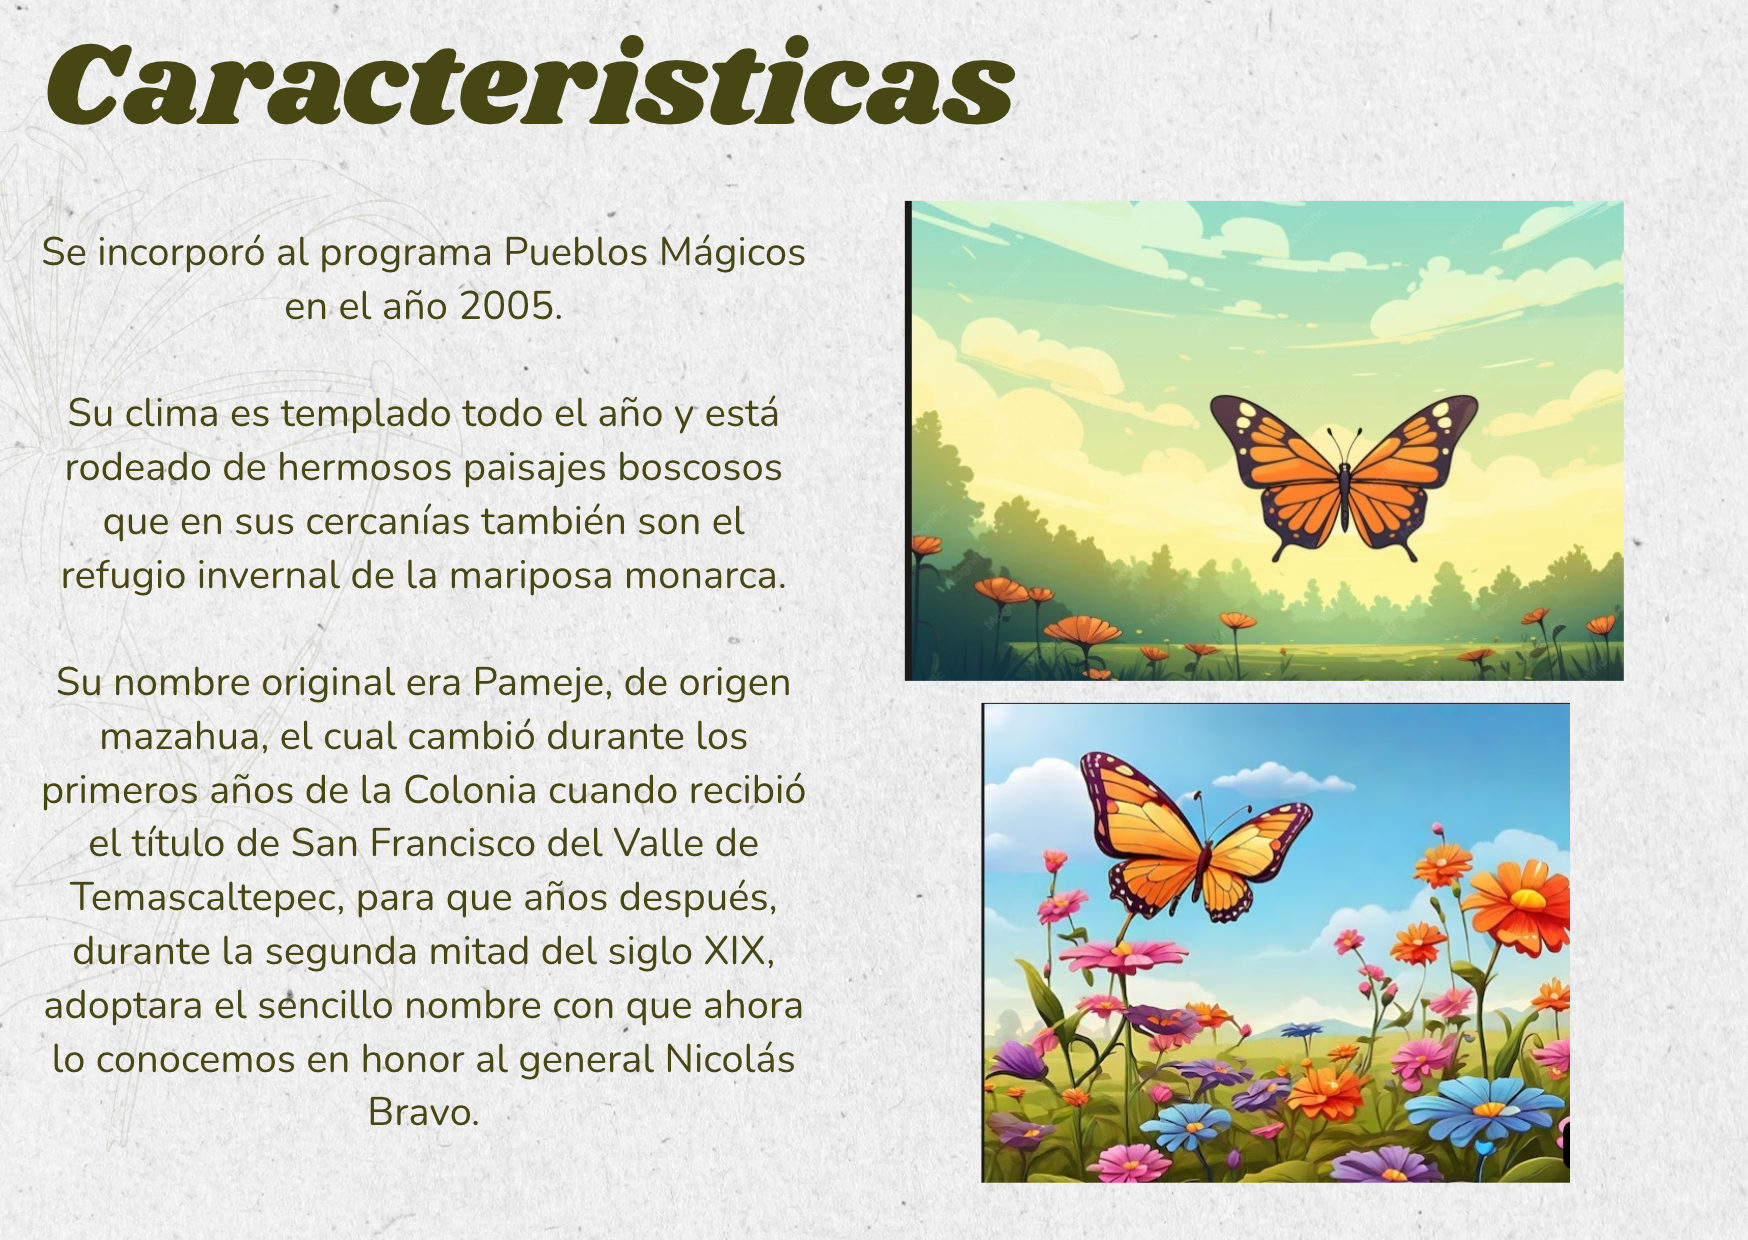 Caracteristicas
Se incorporó al programa Pueblos Mágicos
en el año 2005.
Su clima es templado todo el año y está
rodeado de hermosos paisajes boscosos
que en sus cercanías también son el
refugio invernal de la mariposa monarca.
Su nombre original era Pameje, de origen
mazahua, el cual cambió durante los
primeros años de la Colonia cuando recibió
el título de San Francisco del Valle de
Temascaltepec, para que años después,
durante la segunda mitad del siglo XIX,
adoptara el sencillo nombre con que ahora
lo conocemos en honor al general Nicolás
Bravo.